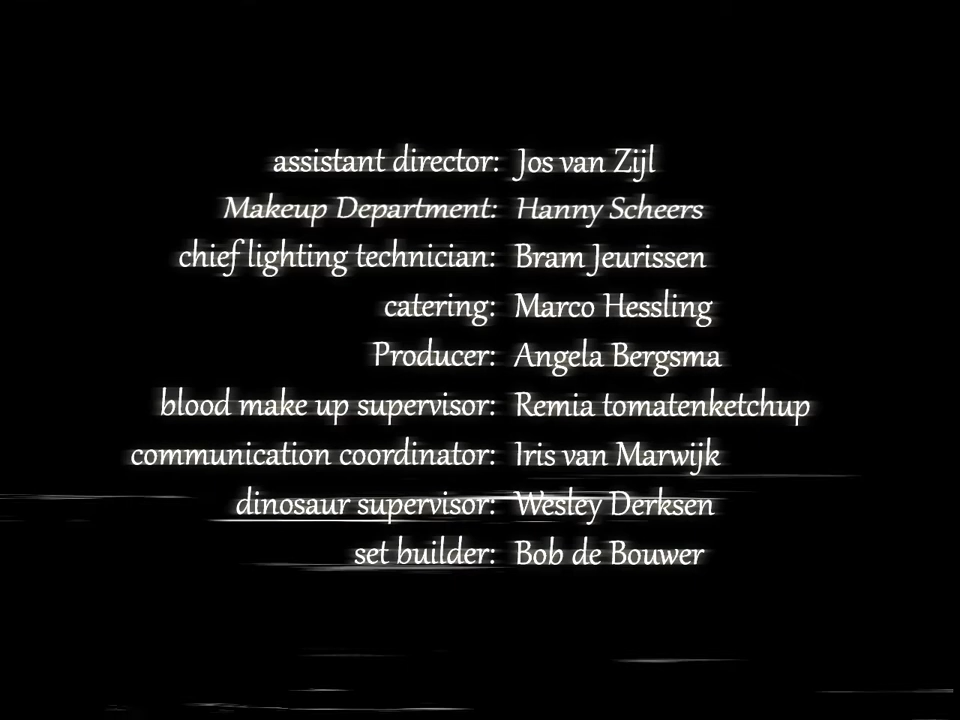 assistant director: Jos van Zijl
Makeup Department: Hanny Scheers
chief lighting technician: Bram Jeurissen
catering: Marco Hessling
Producer: Angela Bergsma
blood make up supervisor: Remia tomatenketchup
communication coordinator: Iris van Marwijk
dinosaur supervisor: Wesley Derksen
set builder: Bob de Bouwer